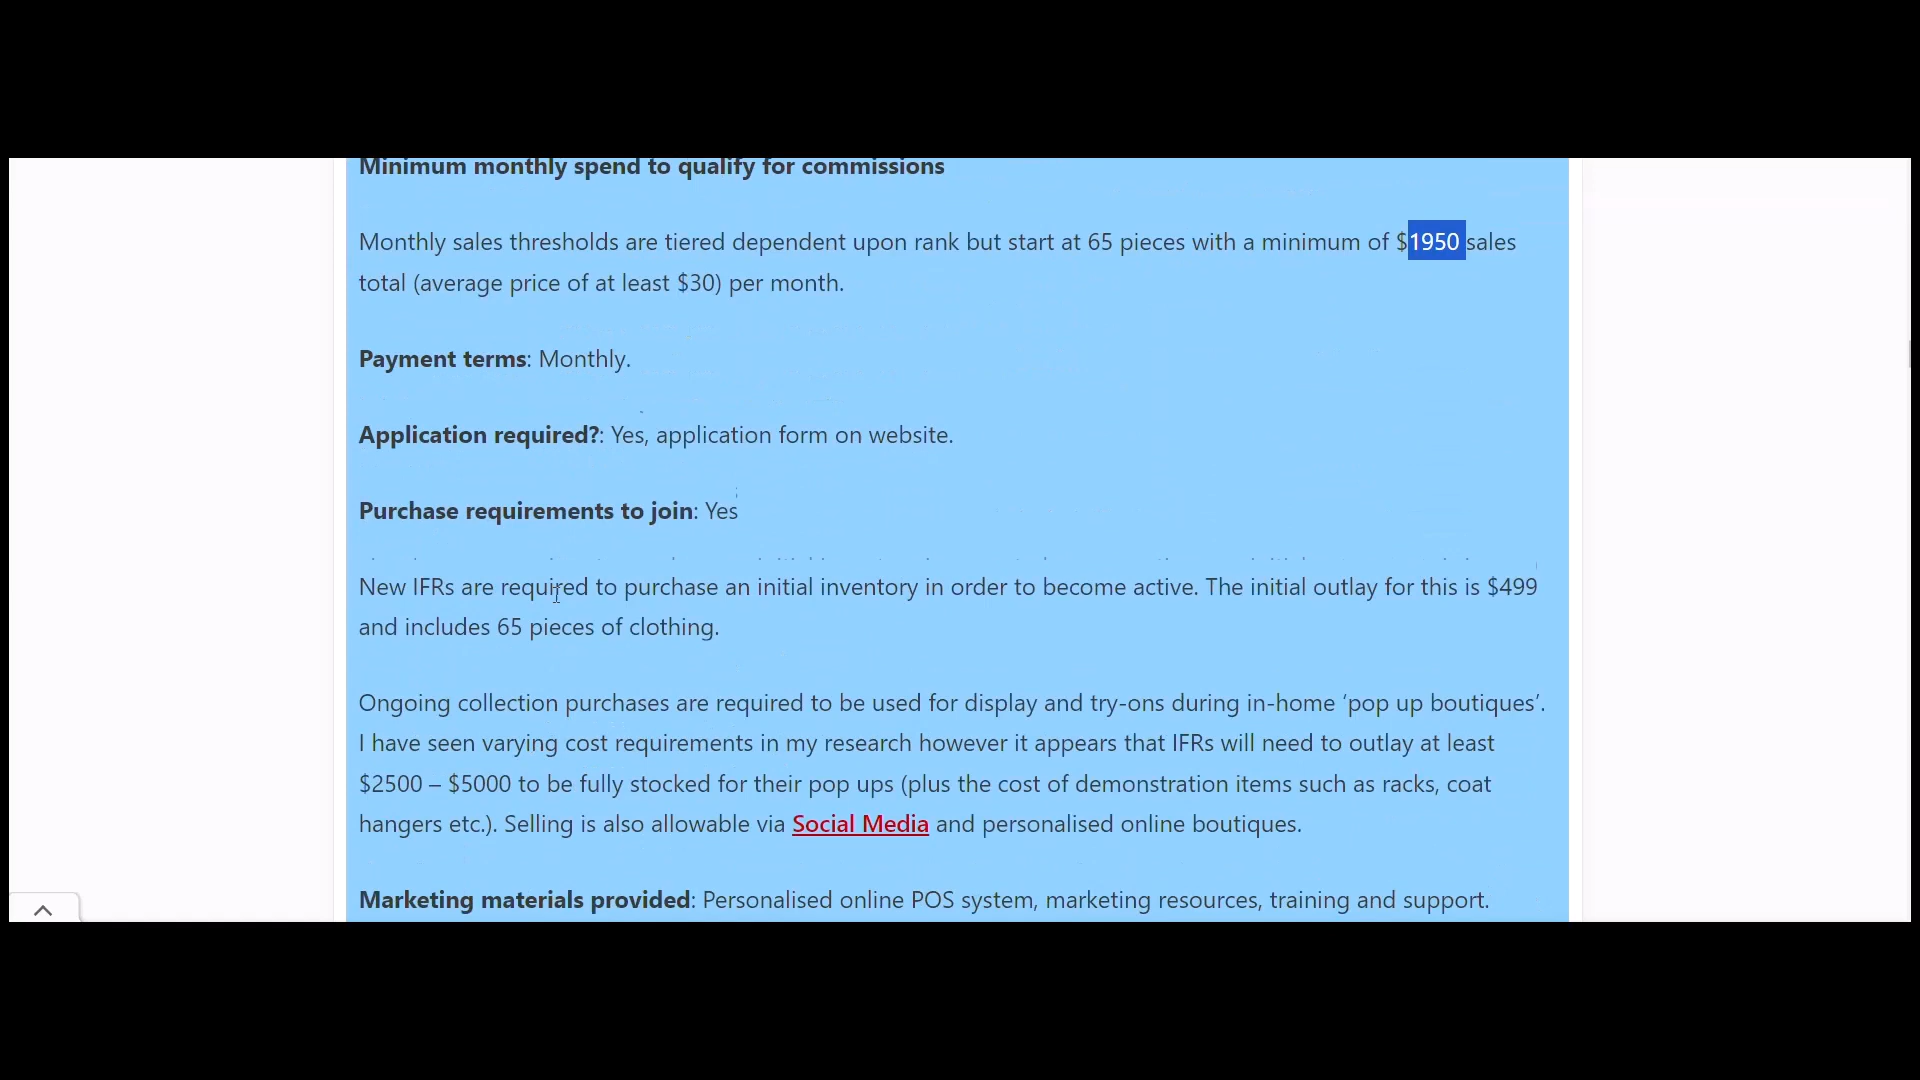 Minimum monthly spend to qualify for commissions
Monthly sales thresholds are tiered dependent upon rank but start at 65 pieces with a minimum of $1950 sales
total (average price of at least $30) per month.
Payment terms: Monthly.
Application required?: Yes, application form on website.
Purchase requirements to join: Yes
New IFRs are required to purchase an initial inventory in order to become active. The initial outlay for this is $499
and includes 65 pieces of clothing.
Ongoing collection purchases are required to be used for display and try-ons during in-home ‘pop up boutiques’.
I have seen varying cost requirements in my research however it appears that IFRs will need to outlay at least
$2500 – $5000 to be fully stocked for their pop ups (plus the cost of demonstration items such as racks, coat
hangers etc.). Selling is also allowable via Social Media and personalised online boutiques.
Marketing materials provided: Personalised online POS system, marketing resources, training and support.